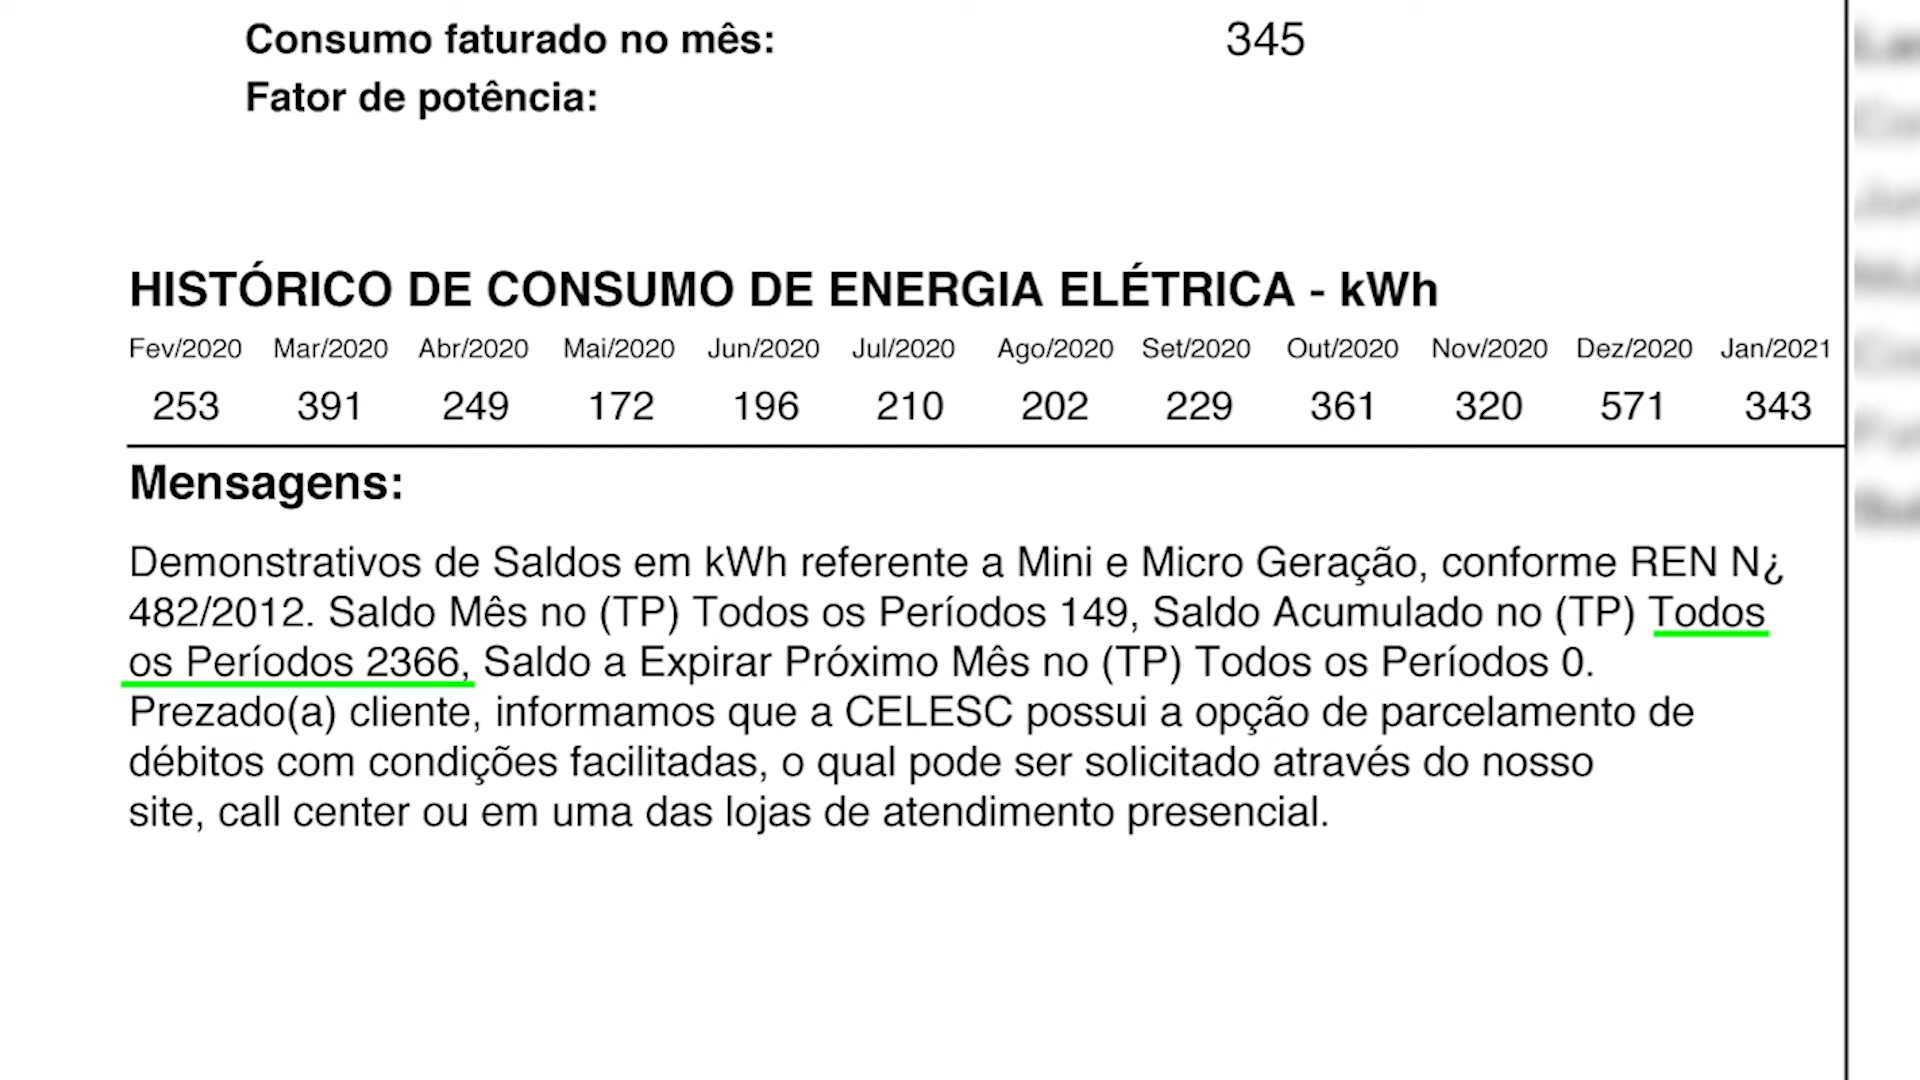 Consumo faturado no mês: 345
Fator de potência:
HISTÓRICO DE CONSUMO DE ENERGIA ELÉTRICA - kWh
Fev/2020 Mar/2020 Abr/2020 Mai/2020 Jun/2020 Jul/2020 Ago/2020 Set/2020 Out/2020 Nov/2020 Dez/2020 Jan/2021
253 391 249 172 196 210 202 229 361 320 571 343
Mensagens:
Demonstrativos de Saldos em kWh referente a Mini e Micro Geração, conforme REN N¿
482/2012. Saldo Mês no (TP) Todos os Períodos 149, Saldo Acumulado no (TP) Todos
os Períodos 2366, Saldo a Expirar Próximo Mês no (TP) Todos os Períodos 0.
Prezado(a) cliente, informamos que a CELESC possui a opção de parcelamento de
débitos com condições facilitadas, o qual pode ser solicitado através do nosso
site, call center ou em uma das lojas de atendimento presencial.